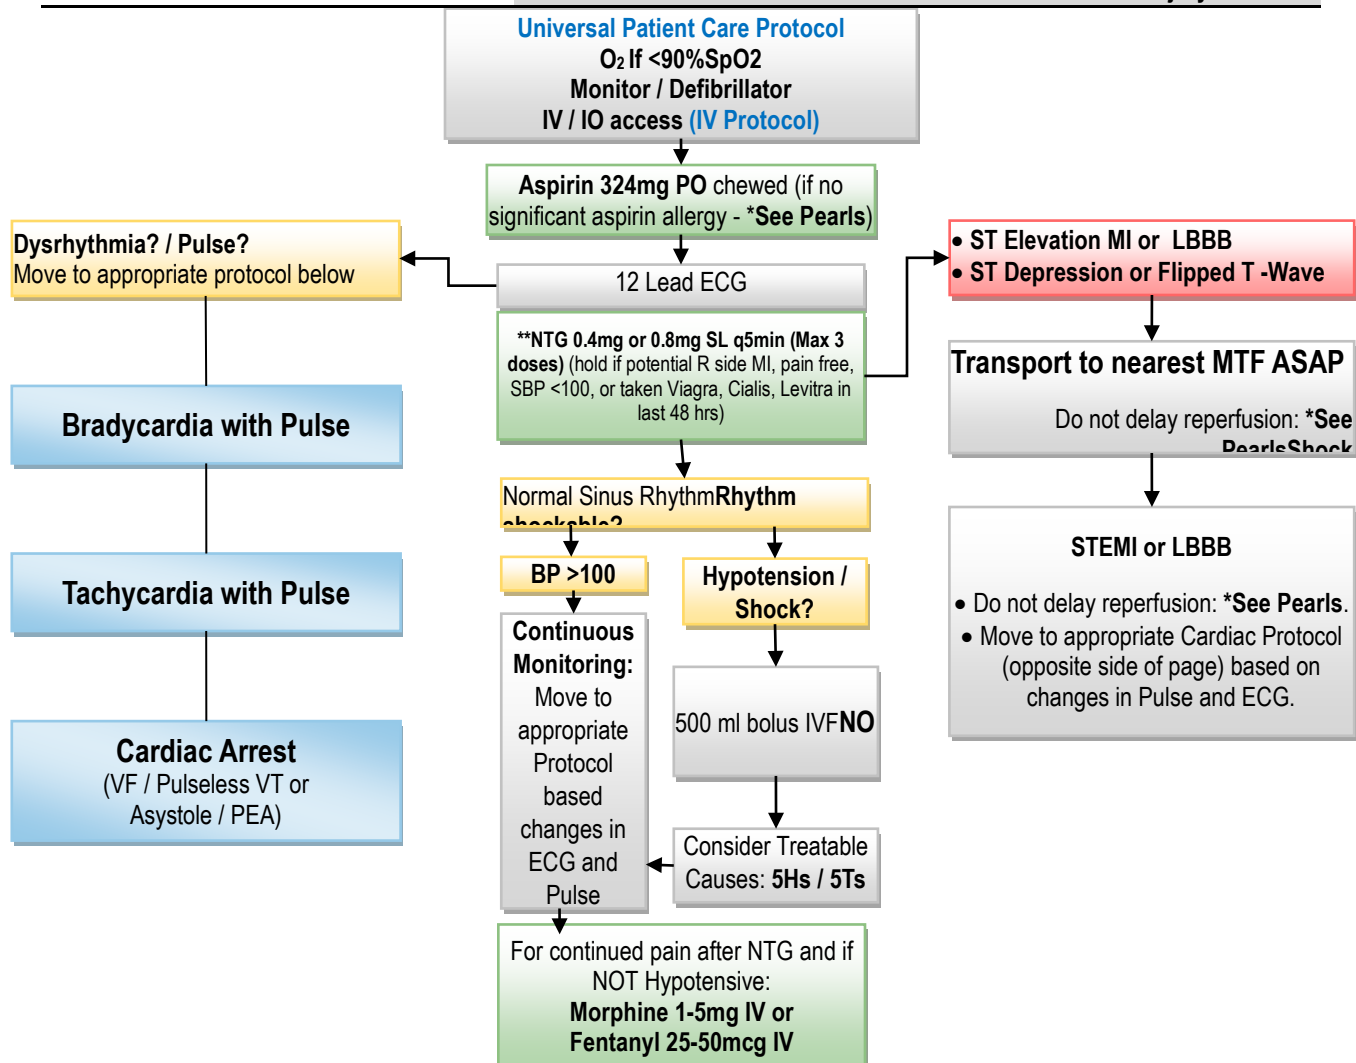 Universal Patient Care Protocol
O2 If <90%SpO2
Monitor / Defibrillator
IV / IO access (IV Protocol)
Aspirin 324mg PO chewed (if no
significant aspirin allergy - *See Pearls)
Dysrhythmia? / Pulse?
Move to appropriate protocol below
12 Lead ECG
• ST Elevation MI or LBBB
• ST Depression or Flipped T -Wave
**NTG 0.4mg or 0.8mg SL q5min (Max 3
doses) (hold if potential R side MI, pain free,
SBP <100, or taken Viagra, Cialis, Levitra in
last 48 hrs)
Transport to nearest MTF ASAP
Do not delay reperfusion: *See
PearlsShock
Bradycardia with Pulse
Normal Sinus RhythmRhythm
shockable?
BP >100
Hypotension /
Shock?
Tachycardia with Pulse
STEMI or LBBB
• Do not delay reperfusion: *See Pearls.
• Move to appropriate Cardiac Protocol
(opposite side of page) based on
changes in Pulse and ECG.
Continuous
Monitoring:
Move to
appropriate
Protocol
based
changes in
ECG and
Pulse
500 ml bolus IVFNO
Cardiac Arrest
(VF / Pulseless VT or
Asystole / PEA)
Consider Treatable
Causes: 5Hs / 5Ts
For continued pain after NTG and if
NOT Hypotensive:
Morphine 1-5mg IV or
Fentanyl 25-50mcg IV